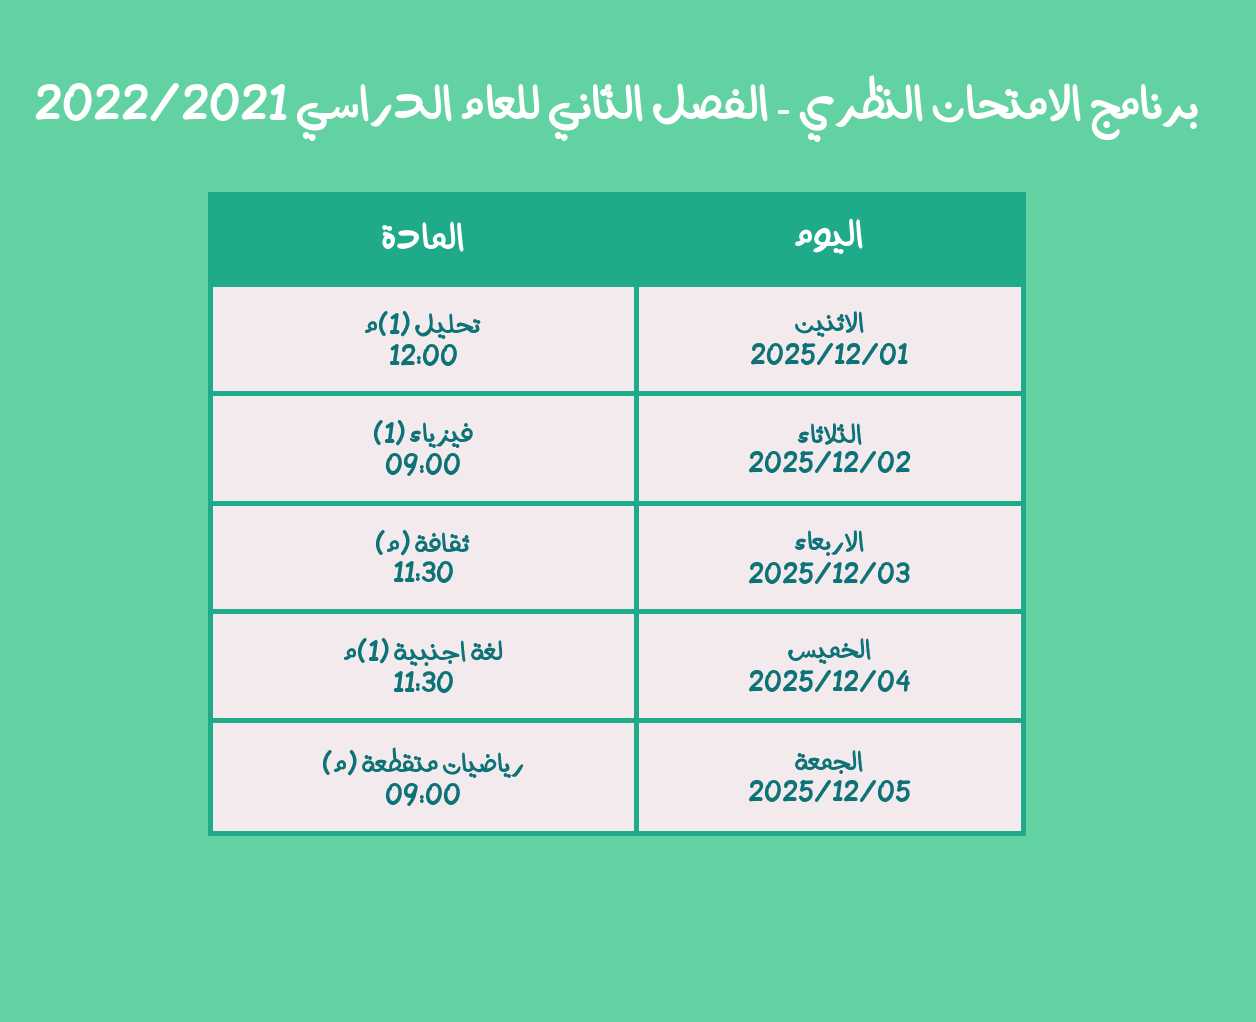 برنامج الامتحان النظري - الفصل الثاني للعام الدراسي 2022/2021
اليوم
المادة
الاثنين
2025/12/01
تحليل (1)م
12:00
الثلاثاء
2025/12/02
فيزياء (1)
09:00
الاربعاء
2025/12/03
ثقافة (م)
11:30
الخميس
2025/12/04
لغة اجنبية (1)م
11:30
الجمعة
2025/12/05
رياضيات متقطعة (م)
09:00